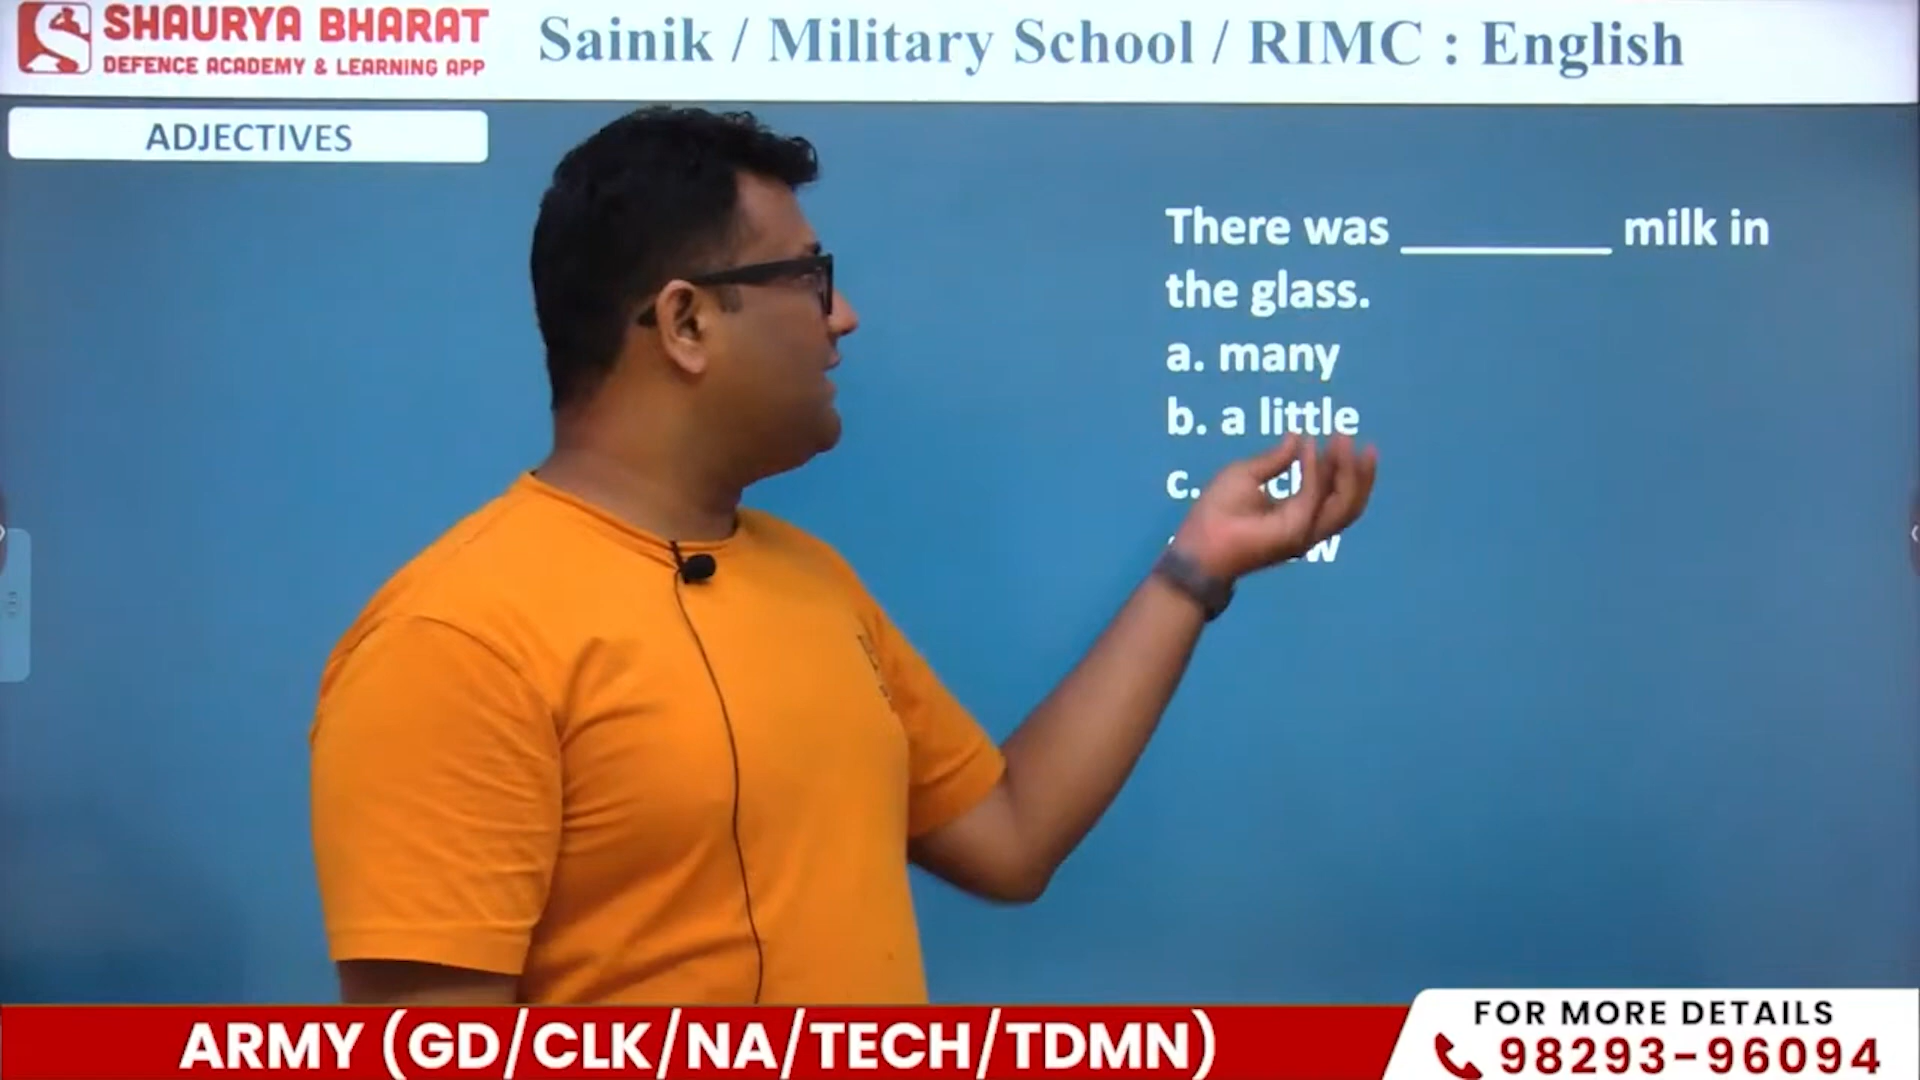 SHAURYA BHARAT
DEFENCE ACADEMY & LEARNING APP
Sainik / Military School / RIMC : English
ADJECTIVES
There was ________ milk in
the glass.
a. many
b. a little
c.
ARMY (GD/CLK/NA/TECH/TDMN)
FOR MORE DETAILS
98293-96094